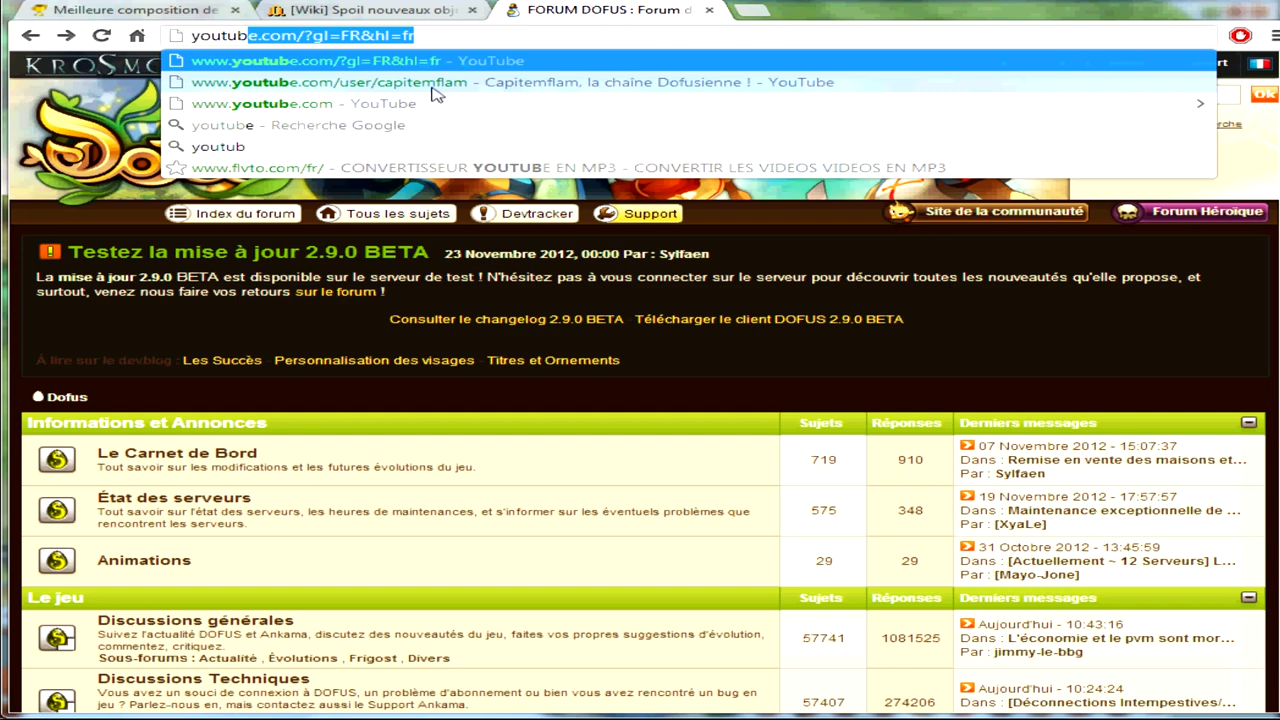 Meilleure composition de
[Wiki] Spoil nouveaux obj
FORUM DOFUS : Forum d
youtube.com/?gl=FR&hl=fr
www.youtube.com/?gl=FR&hl=fr - YouTube
www.youtube.com/user/capitemflam - Capitemflam, la chaîne Dofusienne ! - YouTube
www.youtube.com - YouTube
youtube - Recherche Google
youtub
www.flvto.com/fr/ - CONVERTISSEUR YOUTUBE EN MP3 - CONVERTIR LES VIDEOS VIDEOS EN MP3
KROSM
rt
Ok
rche
Index du forum
Tous les sujets
Devtracker
Support
Site de la communauté
Forum Héroïque
Testez la mise à jour 2.9.0 BETA 23 Novembre 2012, 00:00 Par : Sylfaen
La mise à jour 2.9.0 BETA est disponible sur le serveur de test ! N'hésitez pas à vous connecter sur le serveur pour découvrir toutes les nouveautés qu'elle propose, et
surtout, venez nous faire vos retours sur le forum !
Consulter le changelog 2.9.0 BETA Télécharger le client DOFUS 2.9.0 BETA
À lire sur le devblog : Les Succès - Personnalisation des visages - Titres et Ornements
Dofus
Informations et Annonces Sujets Réponses Derniers messages
Le Carnet de Bord
Tout savoir sur les modifications et les futures évolutions du jeu.
719
910
07 Novembre 2012 - 15:07:37
Dans : Remise en vente des maisons et...
Par : Sylfaen
État des serveurs
Tout savoir sur l'état des serveurs, les heures de maintenances, et s'informer sur les éventuels problèmes que
rencontrent les serveurs.
575
348
19 Novembre 2012 - 17:57:57
Dans : Maintenance exceptionnelle de ...
Par : [XyaLe]
Animations
29
29
31 Octobre 2012 - 13:45:59
Dans : [Actuellement ~ 12 Serveurs] L...
Par : [Mayo-Jone]
Le jeu Sujets Réponses Derniers messages
Discussions générales
Suivez l'actualité DOFUS et Ankama, discutez des nouveautés du jeu, faites vos propres suggestions d'évolution,
commentez, critiquez.
Sous-forums : Actualité , Évolutions , Frigost , Divers
57741
1081525
Aujourd'hui - 10:43:16
Dans : L'économie et le pvm sont mor...
Par : jimmy-le-bbg
Discussions Techniques
Vous avez un souci de connexion à DOFUS, un problème d'abonnement ou bien vous avez rencontré un bug en
jeu ? Parlez-nous en, mais contactez aussi le Support Ankama.
57407
274206
Aujourd'hui - 10:24:24
Dans : [Déconnections Intempestives/...